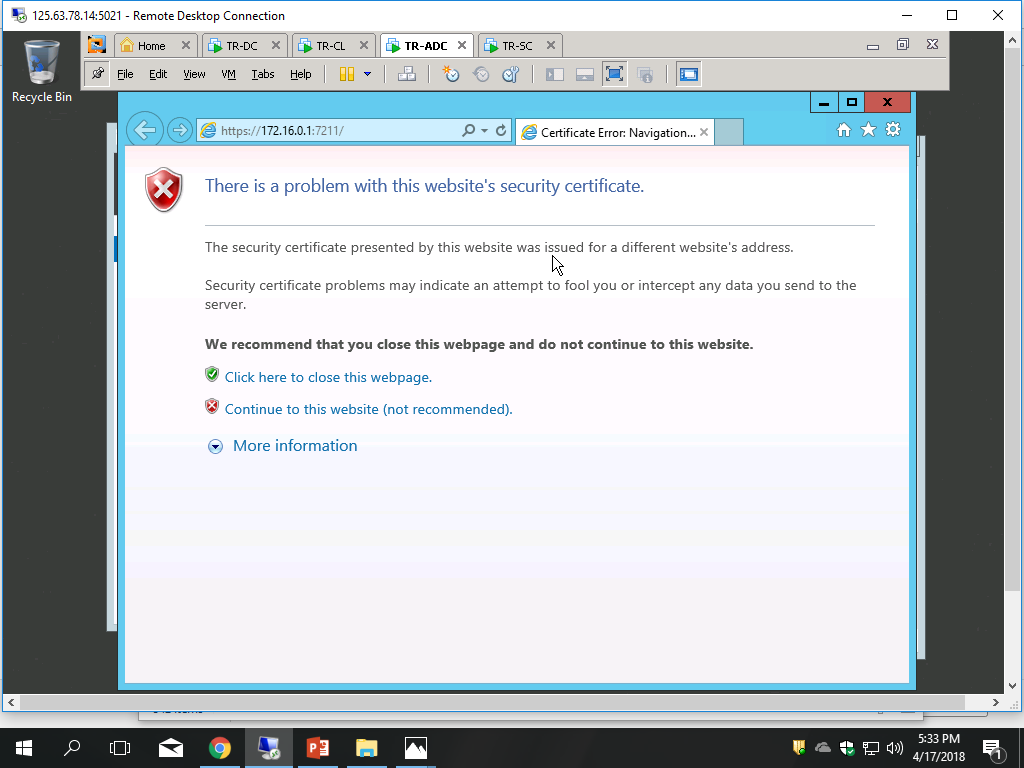 125.63.78.14:5021 - Remote Desktop Connection
Recycle Bin
Home
TR-DC
TR-CL
TR-ADC
TR-SC
File Edit View VM Tabs Help
https://172.16.0.1:7211/
Certificate Error: Navigation...
There is a problem with this website's security certificate.
The security certificate presented by this website was issued for a different website's address.
Security certificate problems may indicate an attempt to fool you or intercept any data you send to the
server.
We recommend that you close this webpage and do not continue to this website.
Click here to close this webpage.
Continue to this website (not recommended).
More information
5:33 PM
4/17/2018
1